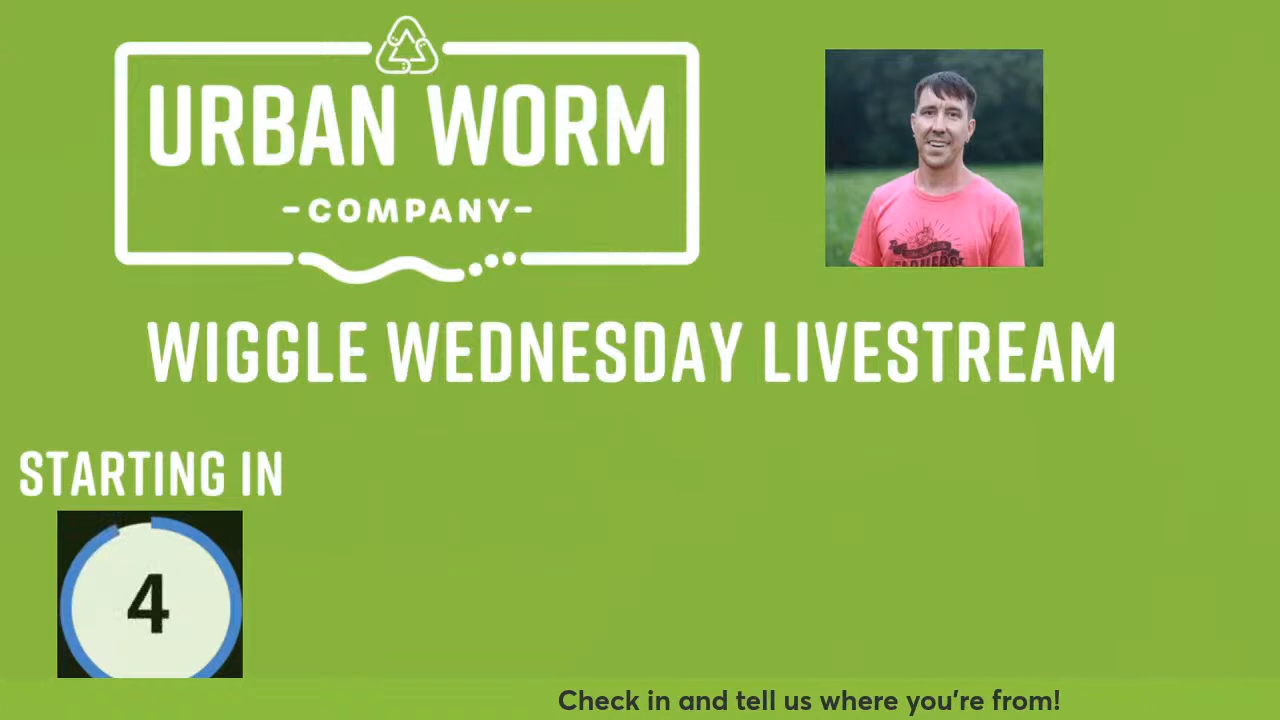 URBAN WORM
-COMPANY-
WIGGLE WEDNESDAY LIVESTREAM
STARTING IN
4
Check in and tell us where you're from!